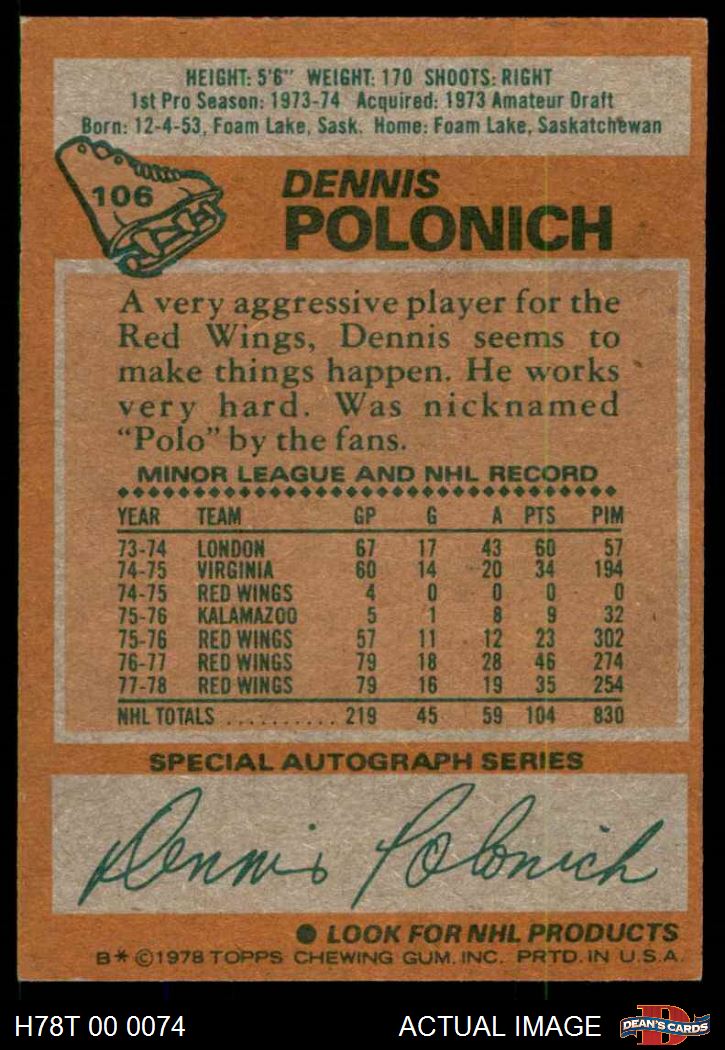 HEIGHT: 5'6" WEIGHT: 170 SHOOTS: RIGHT
1st Pro Season: 1973-74 Acquired: 1973 Amateur Draft
Born: 12-4-53, Foam Lake, Sask. Home: Foam Lake, Saskatchewan
106
DENNIS
POLONICH
A very aggressive player for the
Red Wings, Dennis seems to
make things happen. He works
very hard. Was nicknamed
"Polo" by the fans.
MINOR LEAGUE AND NHL RECORD
YEAR TEAM GP G A PTS PIM
73-74 LONDON 67 17 43 60 57
74-75 VIRGINIA 60 14 20 34 194
74-75 RED WINGS 4 0 0 0 0
75-76 KALAMAZOO 5 1 8 9 32
75-76 RED WINGS 57 11 12 23 302
76-77 RED WINGS 79 18 28 46 274
77-78 RED WINGS 79 16 19 35 254
NHL TOTALS .......... 219 45 59 104 830
SPECIAL AUTOGRAPH SERIES
Dennis Polonich
● LOOK FOR NHL PRODUCTS
B* ©1978 TOPPS CHEWING GUM, INC. PRTD. IN U.S.A.
H78T 00 0074 ACTUAL IMAGE D DEAN'S CARDS